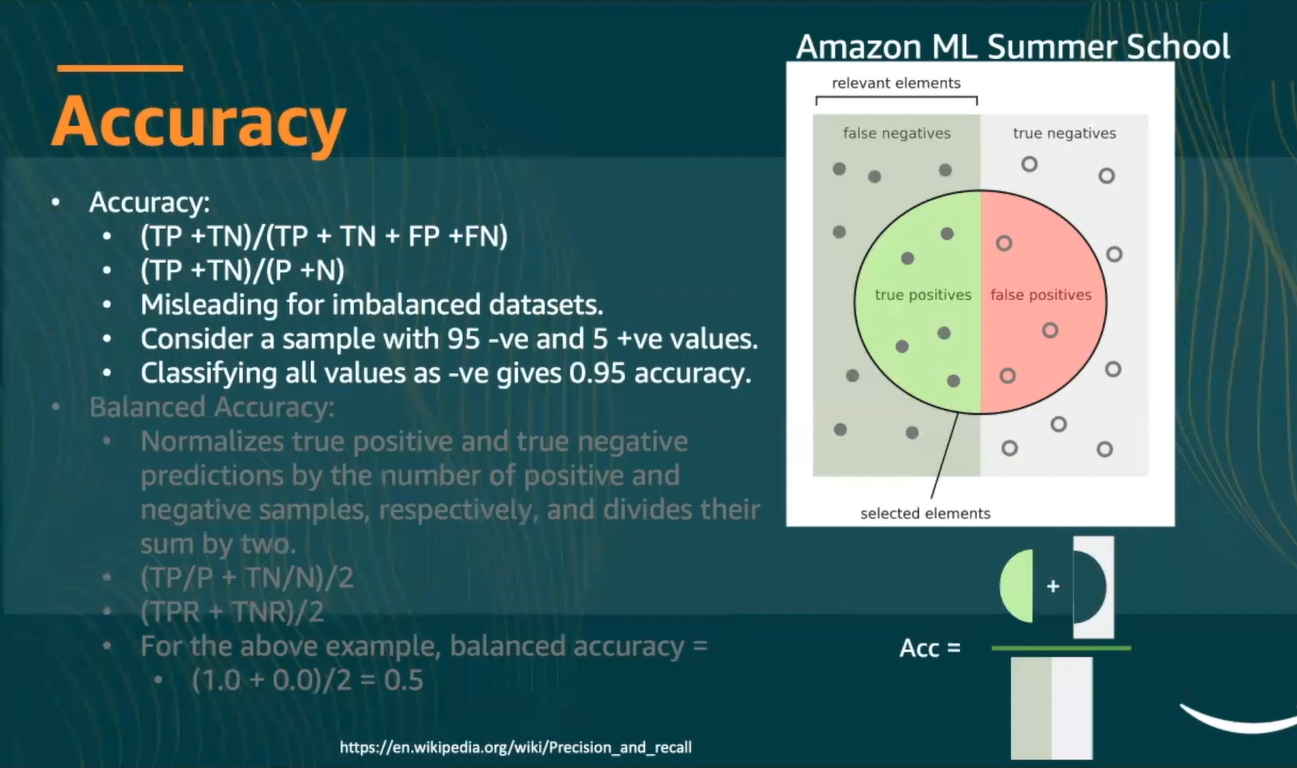 Amazon ML Summer School
Accuracy
• Accuracy:
• (TP +TN)/(TP + TN + FP +FN)
• (TP +TN)/(P +N)
• Misleading for imbalanced datasets.
• Consider a sample with 95 -ve and 5 +ve values.
• Classifying all values as -ve gives 0.95 accuracy.
• Balanced Accuracy:
• Normalizes true positive and true negative
predictions by the number of positive and
negative samples, respectively, and divides their
sum by two.
• (TP/P + TN/N)/2
• (TPR + TNR)/2
• For the above example, balanced accuracy =
• (1.0 + 0.0)/2 = 0.5
relevant elements
false negatives
true negatives
true positives
false positives
selected elements
+
Acc =
https://en.wikipedia.org/wiki/Precision_and_recall